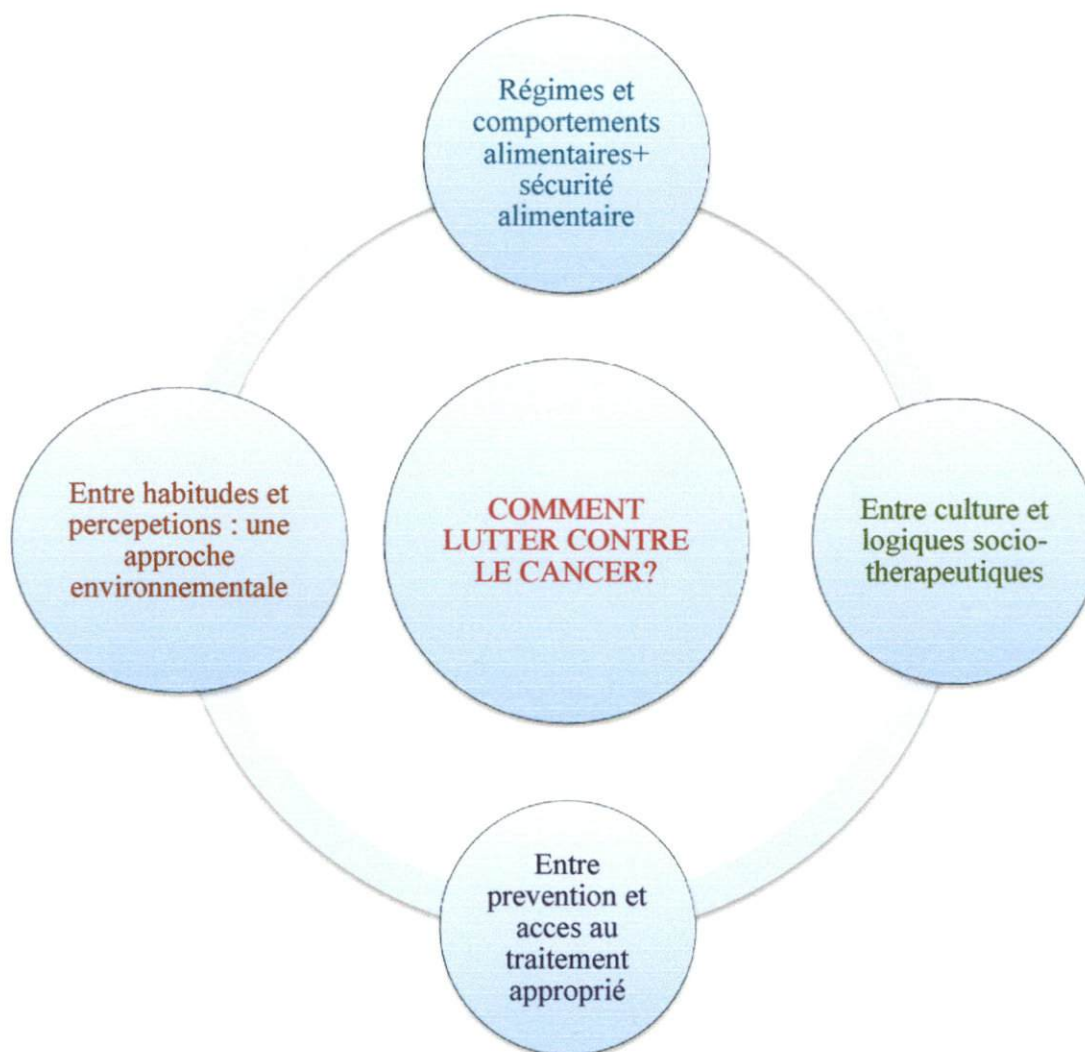 Régimes et
comportements
alimentaires+
sécurité
alimentaire
Entre habitudes et
percepetions : une
approche
environnementale
COMMENT
LUTTER CONTRE
LE CANCER?
Entre culture et
logiques socio-
therapeutiques
Entre
prevention et
acces au
traitement
approprié